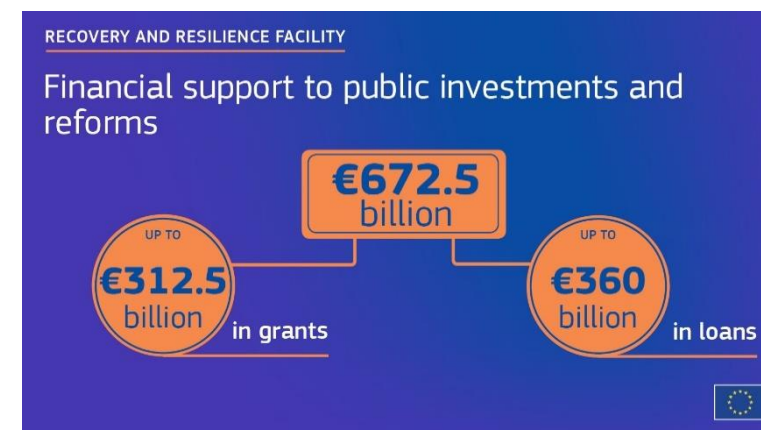 RECOVERY AND RESILIENCE FACILITY
Financial support to public investments and
reforms
€672.5
billion
UP TO
€312.5
billion
in grants
UP TO
€360
billion
in loans